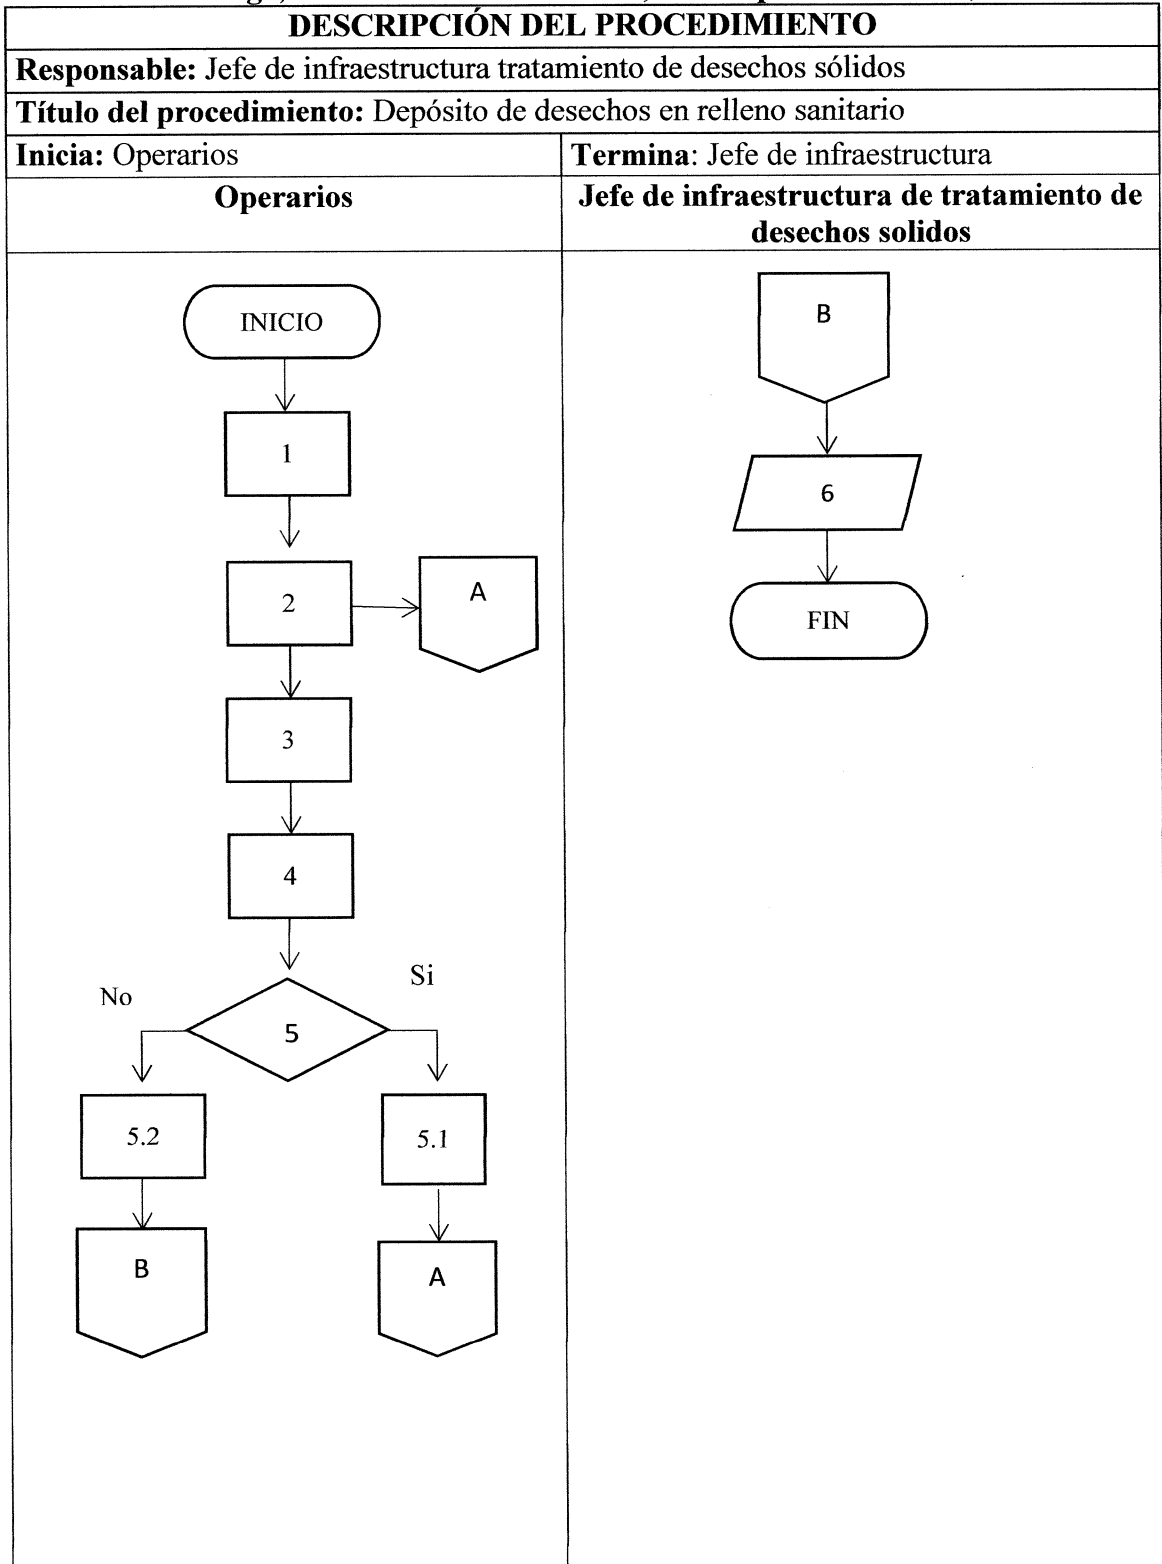 DESCRIPCIÓN DEL PROCEDIMIENTO
Responsable: Jefe de infraestructura tratamiento de desechos sólidos
Título del procedimiento: Depósito de desechos en relleno sanitario
Inicia: Operarios
Termina: Jefe de infraestructura
Operarios
Jefe de infraestructura de tratamiento de
desechos solidos
INICIO
1
2
A
3
4
No
Si
5
5.2
5.1
B
A
B
6
FIN